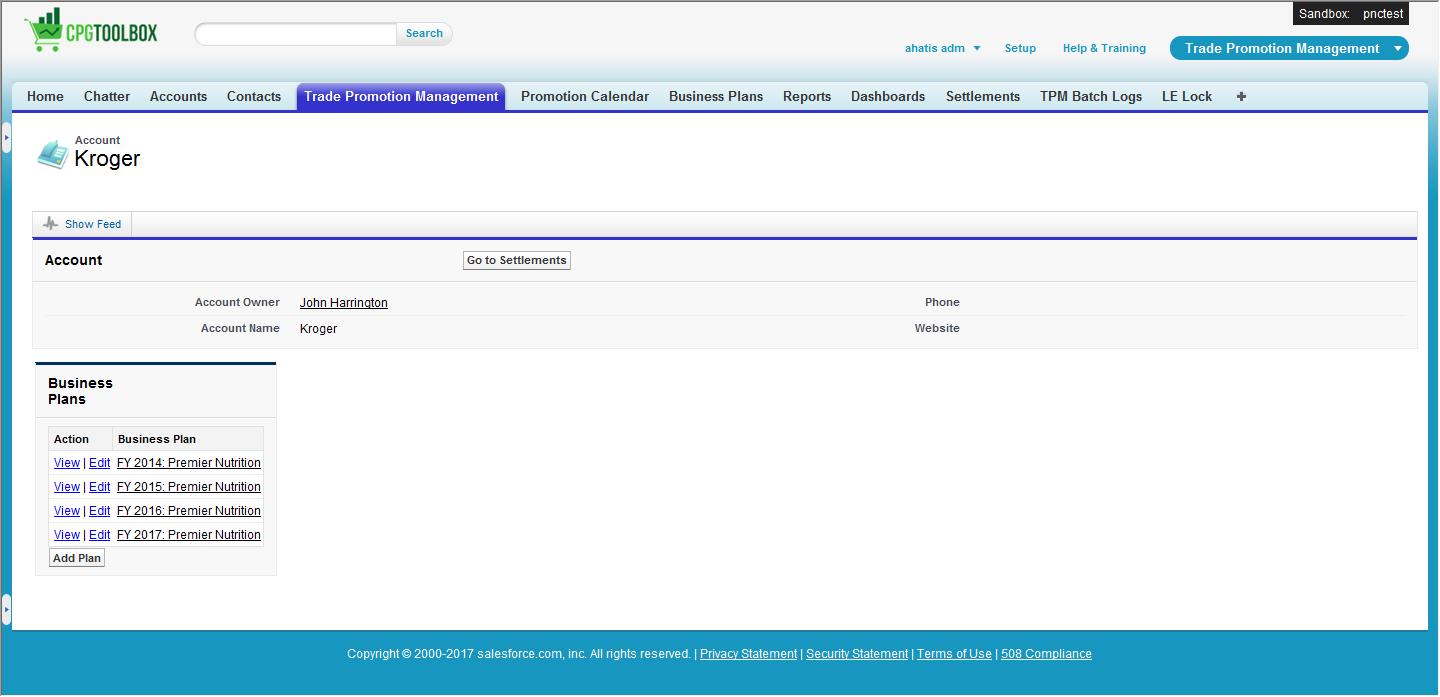 Sandbox: pnctest
CPGTOOLBOX
Search
ahatis adm Setup Help & Training Trade Promotion Management
Home Chatter Accounts Contacts Trade Promotion Management Promotion Calendar Business Plans Reports Dashboards Settlements TPM Batch Logs LE Lock +
Account
Kroger
Show Feed
Account Go to Settlements
Account Owner John Harrington Phone
Account Name Kroger Website
Business
Plans
Action Business Plan
View | Edit FY 2014: Premier Nutrition
View | Edit FY 2015: Premier Nutrition
View | Edit FY 2016: Premier Nutrition
View | Edit FY 2017: Premier Nutrition
Add Plan
Copyright © 2000-2017 salesforce.com, inc. All rights reserved. | Privacy Statement | Security Statement | Terms of Use | 508 Compliance